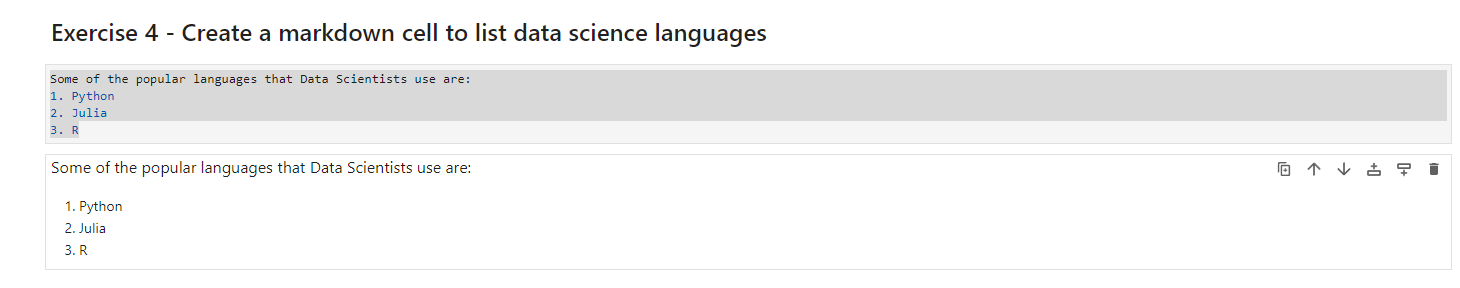 Exercise 4 - Create a markdown cell to list data science languages
Some of the popular languages that Data Scientists use are:
1. Python
2. Julia
3. R
Some of the popular languages that Data Scientists use are:
1. Python
2. Julia
3. R